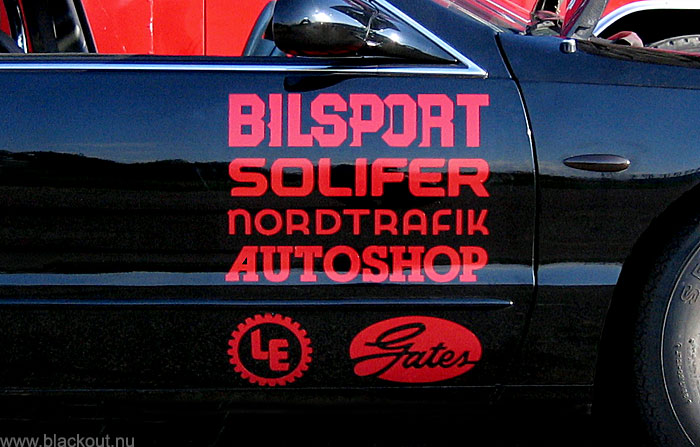 BILSPORT
SOLIFER
NORDTRAFIK
AUTOSHOP
LE
Gates
www.blackout.nu